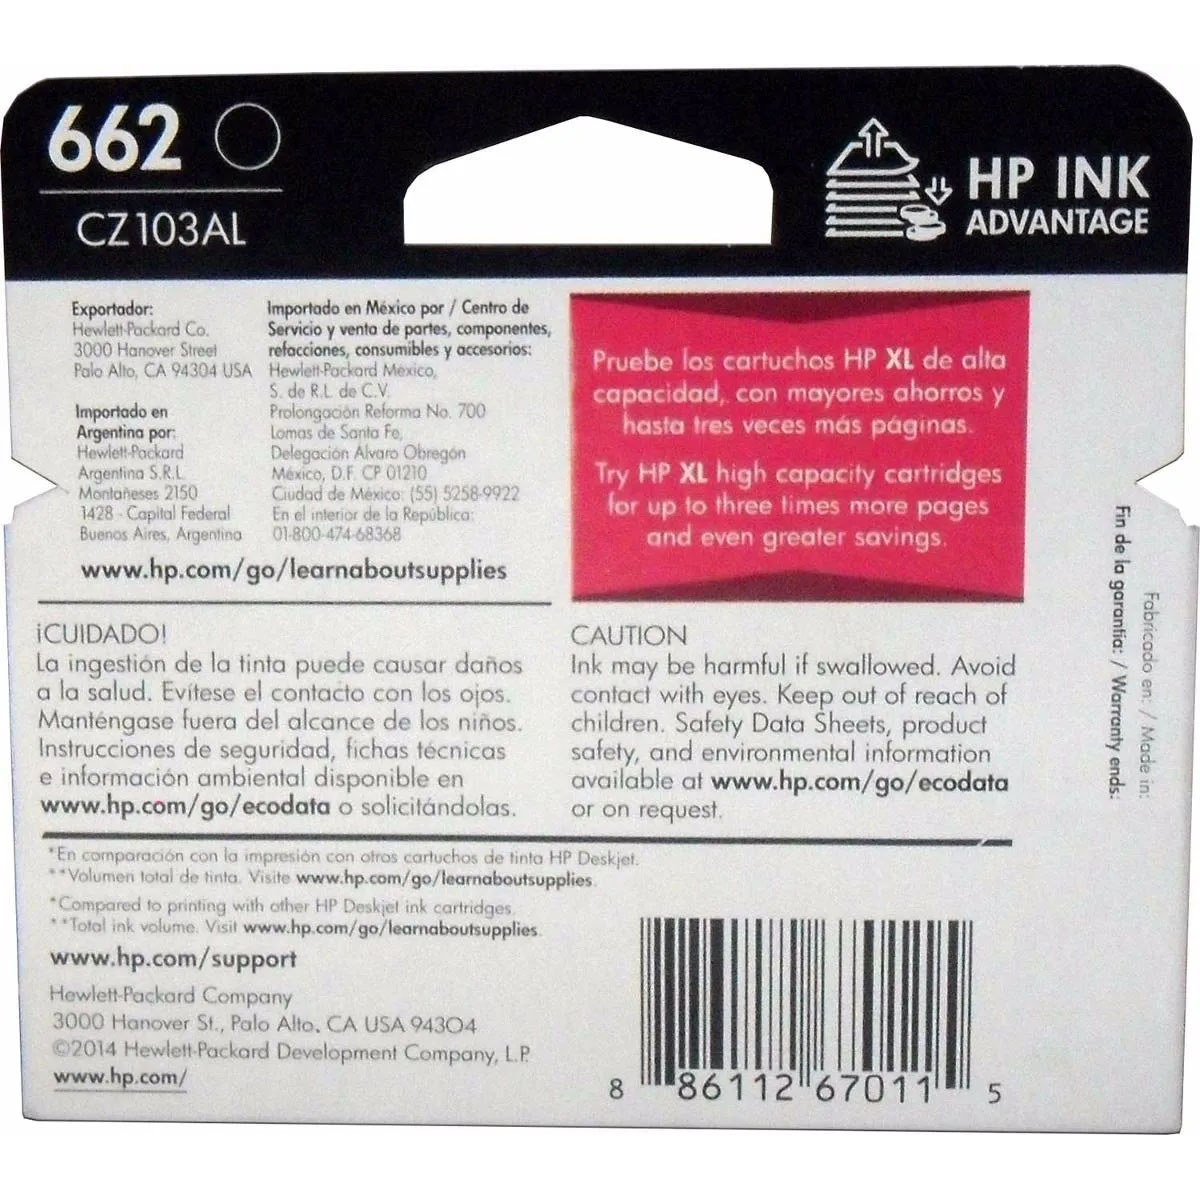 662
CZ103AL
HP INK
ADVANTAGE
Exportador:
Hewlett-Packard Co.
3000 Hanover Street
Palo Alto, CA 94304 USA
Importado en
Argentina por:
Hewlett-Packard
Argentina S.R.L.
Montañeses 2150
1428 - Capital Federal
Buenos Aires, Argentina
Importado en México por / Centro de
Servicio y venta de partes, componentes,
refacciones, consumibles y accesorios:
Hewlett-Packard México,
S. de R.L. de C.V.
Prolongación Reforma No. 700
Lomas de Santa Fe,
Delegación Alvaro Obregón
México, D.F. CP 01210
Ciudad de México: (55) 5258-9922
En el interior de la República:
01-800-474-68368
www.hp.com/go/learnaboutsupplies
Pruebe los cartuchos HP XL de alta
capacidad, con mayores ahorros y
hasta tres veces más páginas.
Try HP XL high capacity cartridges
for up to three times more pages
and even greater savings.
¡CUIDADO!
La ingestión de la tinta puede causar daños
a la salud. Evítese el contacto con los ojos.
Manténgase fuera del alcance de los niños.
Instrucciones de seguridad, fichas técnicas
e información ambiental disponible en
www.hp.com/go/ecodata o solicitándolas.
CAUTION
Ink may be harmful if swallowed. Avoid
contact with eyes. Keep out of reach of
children. Safety Data Sheets, product
safety, and environmental information
available at www.hp.com/go/ecodata
or on request.
Fin de la garantía: / Warranty ends:
Fabricado en: / Made in:
*En comparación con la impresión con otros cartuchos de tinta HP Deskjet.
**Volumen total de tinta. Visite www.hp.com/go/learnaboutsupplies.
*Compared to printing with other HP Deskjet ink cartridges.
**Total ink volume. Visit www.hp.com/go/learnaboutsupplies.
www.hp.com/support
Hewlett-Packard Company
3000 Hanover St., Palo Alto, CA USA 94304
©2014 Hewlett-Packard Development Company, L.P.
www.hp.com/
8 86112 67011 5